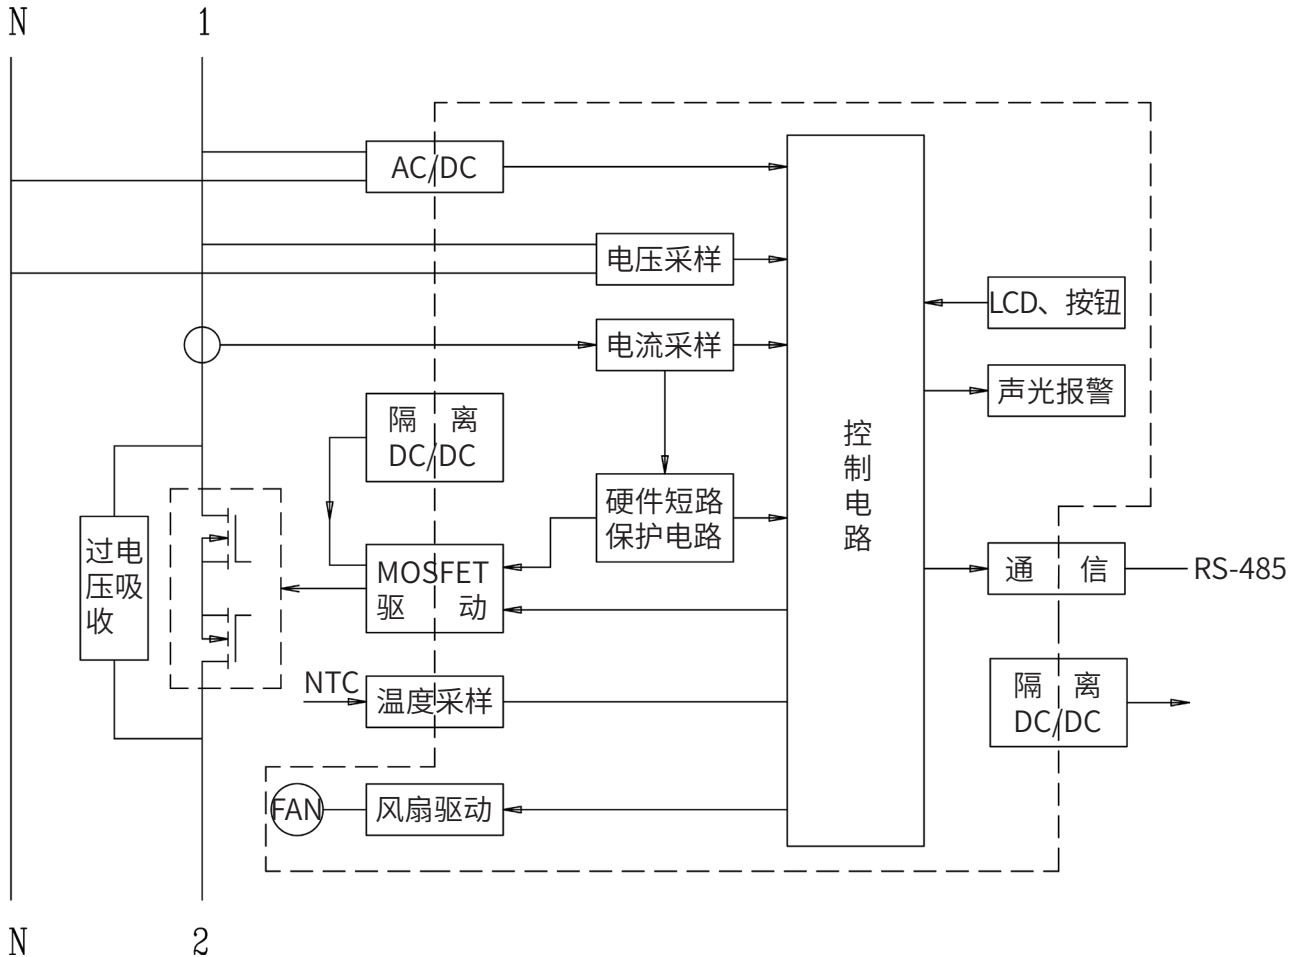 N
1
AC/DC
电压采样
LCD、按钮
电流采样
声光报警
隔 离
DC/DC
控
制
电
路
硬件短路
保护电路
过电
压吸
收
MOSFET
驱 动
通 信
RS-485
NTC
温度采样
隔 离
DC/DC
FAN
风扇驱动
N
2